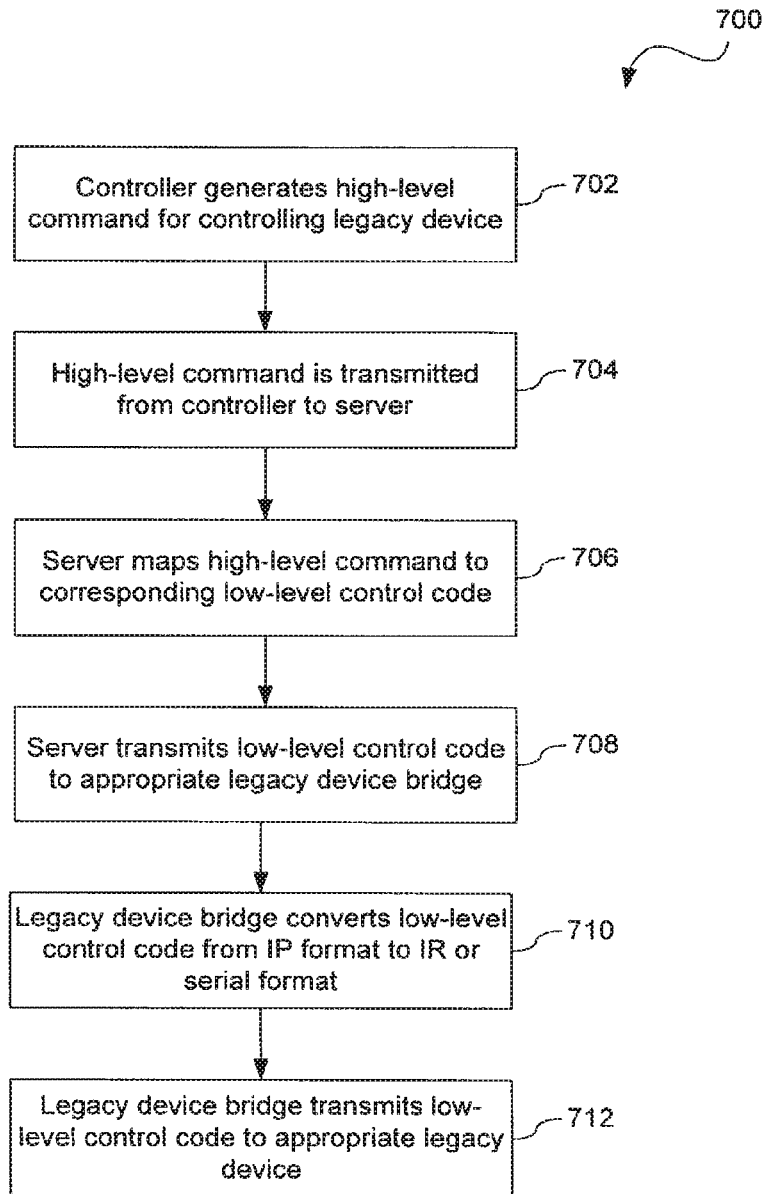 700
Controller generates high-level
command for controlling legacy device
702
High-level command is transmitted
from controller to server
704
Server maps high-level command to
corresponding low-level control code
706
Server transmits low-level control code
to appropriate legacy device bridge
708
Legacy device bridge converts low-level
control code from IP format to IR or
serial format
710
Legacy device bridge transmits low-
level control code to appropriate legacy
device
712